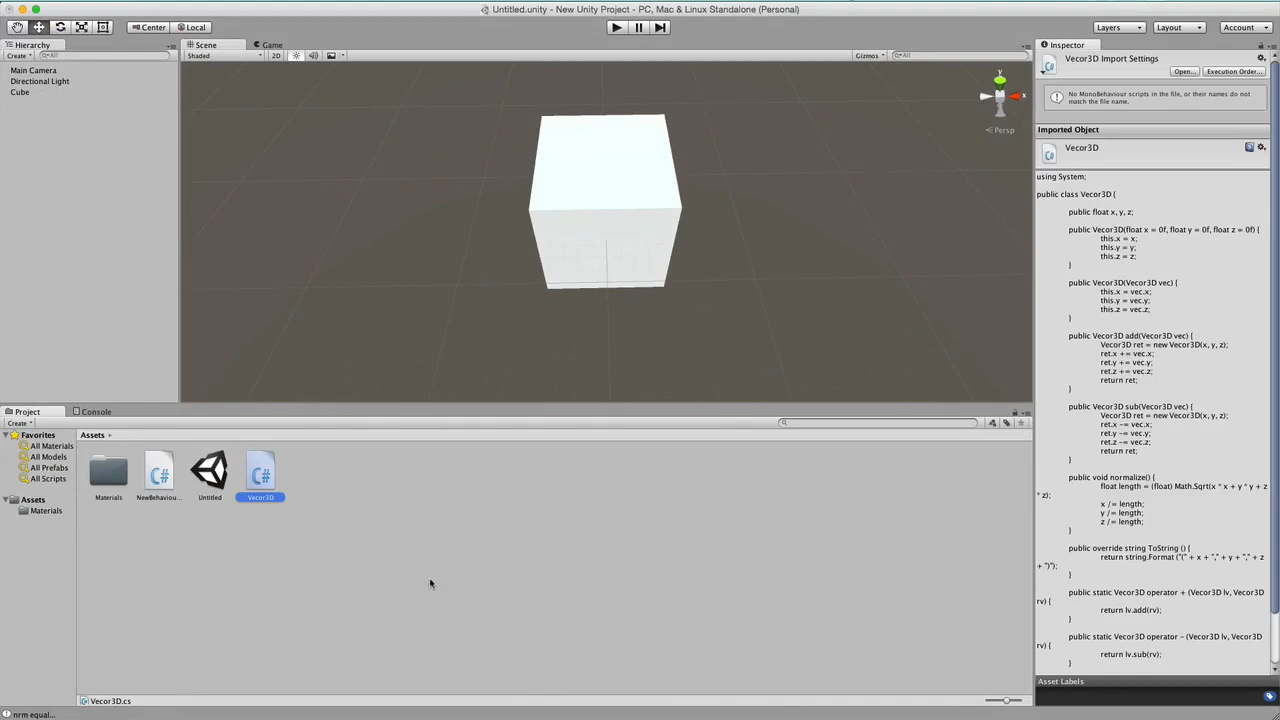 Untitled.unity - New Unity Project - PC, Mac & Linux Standalone (Personal)
Center
Local
Layers
Layout
Account
Hierarchy
Create
All
Main Camera
Directional Light
Cube
Scene
Game
Shaded
2D
Gizmos
All
y
x
Persp
Inspector
Vecor3D Import Settings
Open...
Execution Order...
No MonoBehaviour scripts in the file, or their names do not
match the file name.
Imported Object
Vecor3D
using System;
public class Vecor3D {
public float x, y, z;
public Vecor3D(float x = 0f, float y = 0f, float z = 0f) {
this.x = x;
this.y = y;
this.z = z;
}
public Vecor3D(Vecor3D vec) {
this.x = vec.x;
this.y = vec.y;
this.z = vec.z;
}
public Vecor3D add(Vecor3D vec) {
Vecor3D ret = new Vecor3D(x, y, z);
ret.x += vec.x;
ret.y += vec.y;
ret.z += vec.z;
return ret;
}
public Vecor3D sub(Vecor3D vec) {
Vecor3D ret = new Vecor3D(x, y, z);
ret.x -= vec.x;
ret.y -= vec.y;
ret.z -= vec.z;
return ret;
}
public void normalize() {
float length = (float) Math.Sqrt(x * x + y * y + z
* z);
x /= length;
y /= length;
z /= length;
}
public override string ToString () {
return string.Format ("(" + x + "," + y + "," + z
+ ")");
}
public static Vecor3D operator + (Vecor3D lv, Vecor3D
rv) {
return lv.add(rv);
}
public static Vecor3D operator - (Vecor3D lv, Vecor3D
rv) {
return lv.sub(rv);
}
Asset Labels
Project
Console
Create
Favorites
All Materials
All Models
All Prefabs
All Scripts
Assets
Materials
Assets
Materials
C#
NewBehaviou...
Untitled
C#
Vecor3D
Vecor3D.cs
nrm equal...